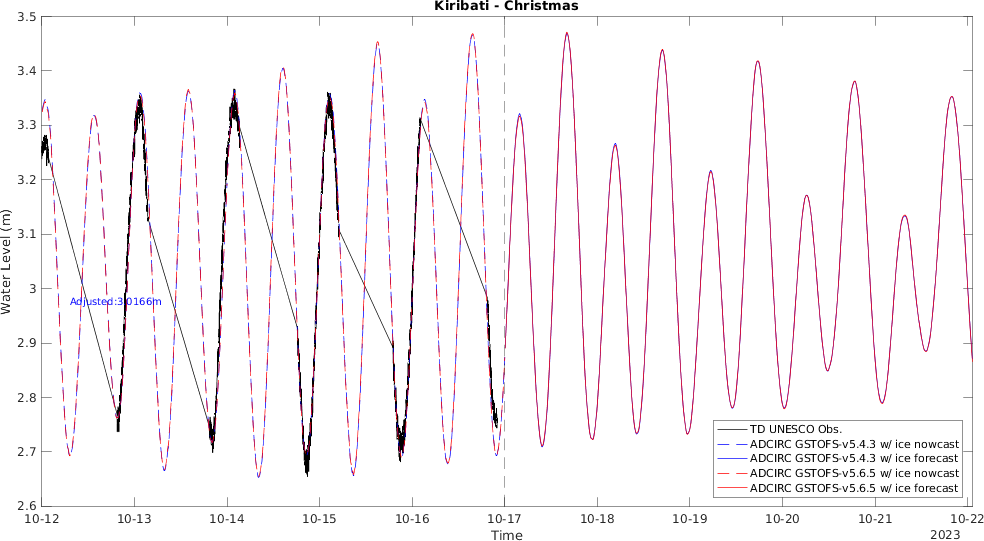 Kiribati - Christmas
3.5
3.4
3.3
3.2
3.1
3
2.9
2.8
2.7
2.6
Water Level (m)
Adjusted:3.0166m
TD UNESCO Obs.
ADCIRC GSTOFS-v5.4.3 w/ ice nowcast
ADCIRC GSTOFS-v5.4.3 w/ ice forecast
ADCIRC GSTOFS-v5.6.5 w/ ice nowcast
ADCIRC GSTOFS-v5.6.5 w/ ice forecast
10-12 10-13 10-14 10-15 10-16 10-17 10-18 10-19 10-20 10-21 10-22
Time
2023